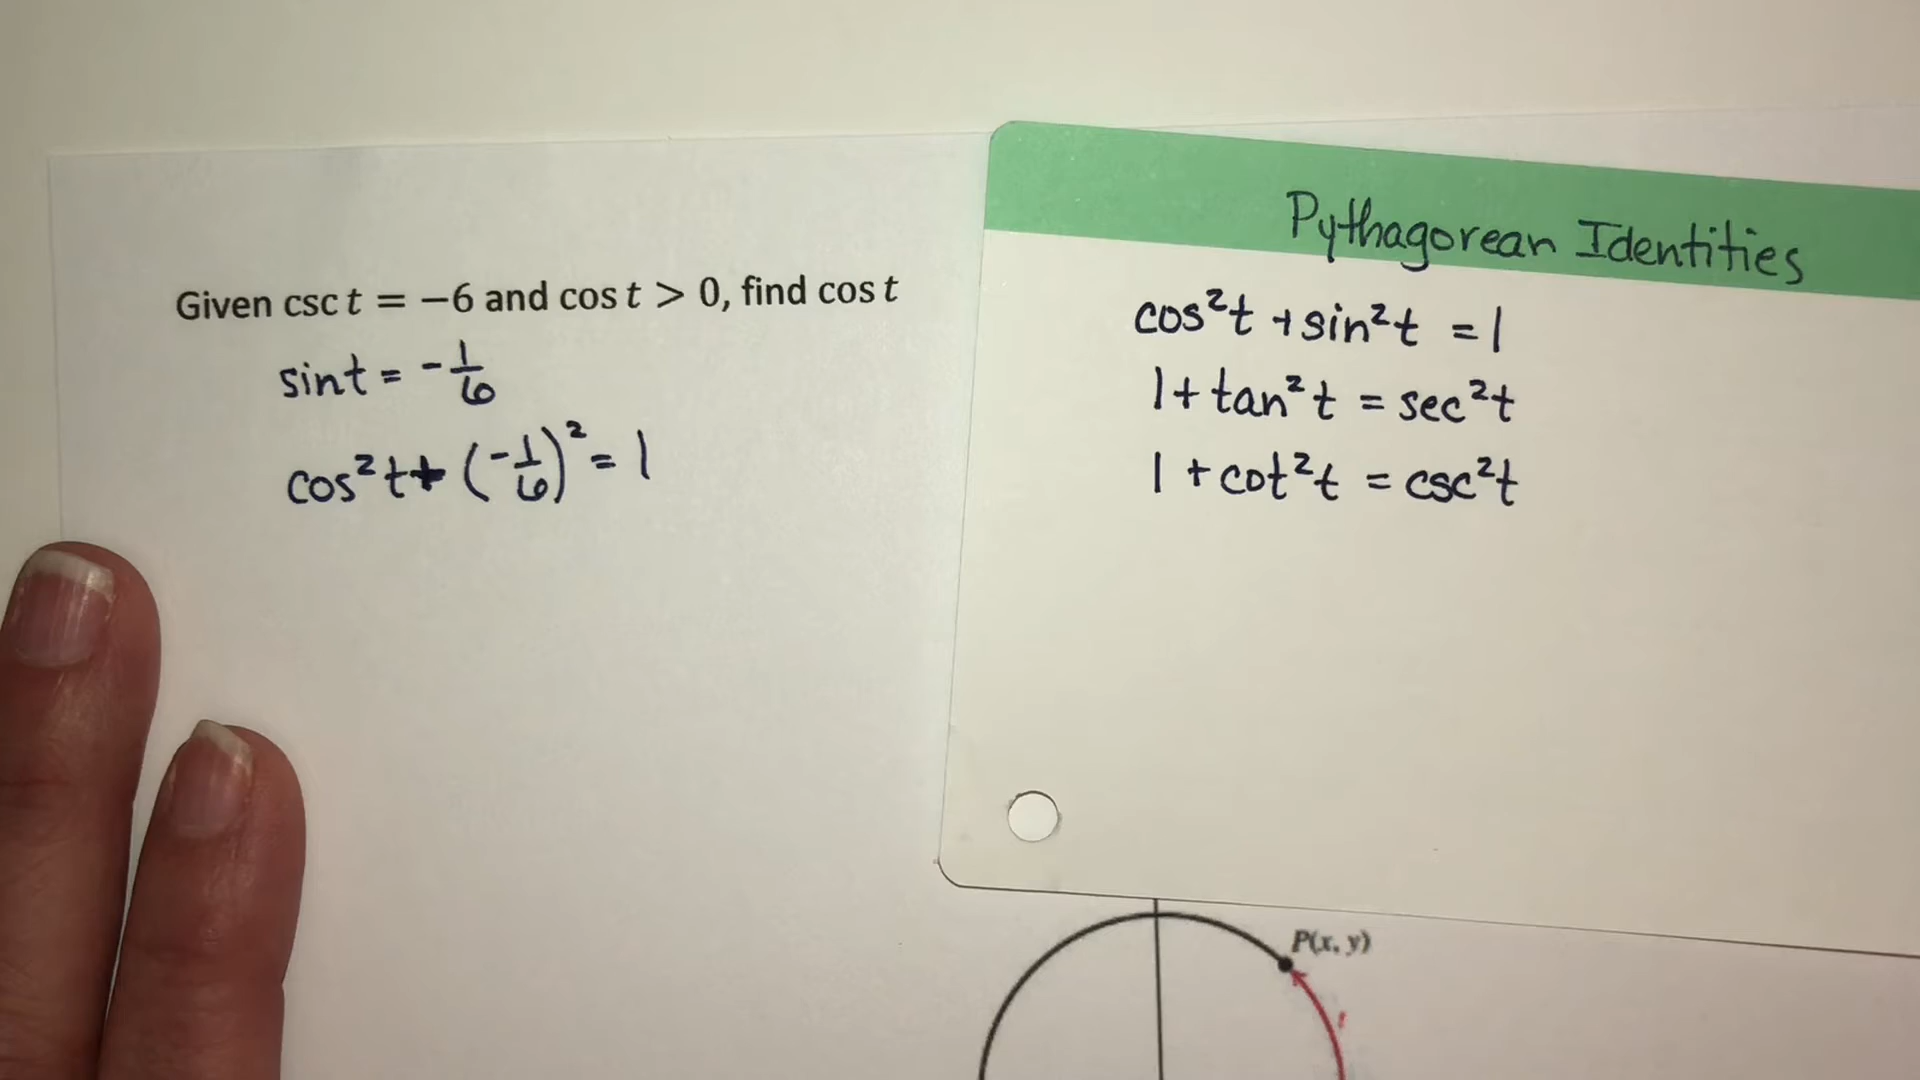 Given csc t = −6 and cos t > 0, find cos t
sin t = -1/6
cos²t + (-1/6)² = 1
Pythagorean Identities
cos²t + sin²t = 1
1 + tan²t = sec²t
1 + cot²t = csc²t
P(x, y)
t